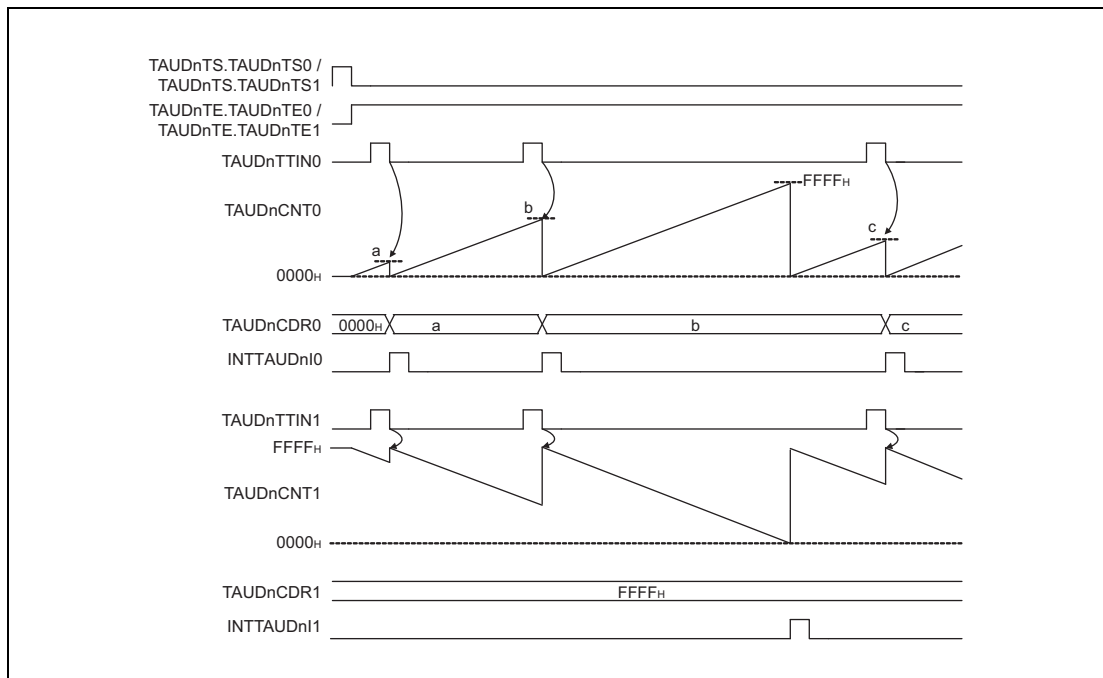 TAUDnTS.TAUDnTS0 /
TAUDnTS.TAUDnTS1
TAUDnTE.TAUDnTE0 /
TAUDnTE.TAUDnTE1
TAUDnTTIN0
FFFFH
TAUDnCNT0
b
c
a
0000H
TAUDnCDR0
0000H
a
b
c
INTTAUDnI0
TAUDnTTIN1
FFFFH
TAUDnCNT1
0000H
TAUDnCDR1
FFFFH
INTTAUDnI1